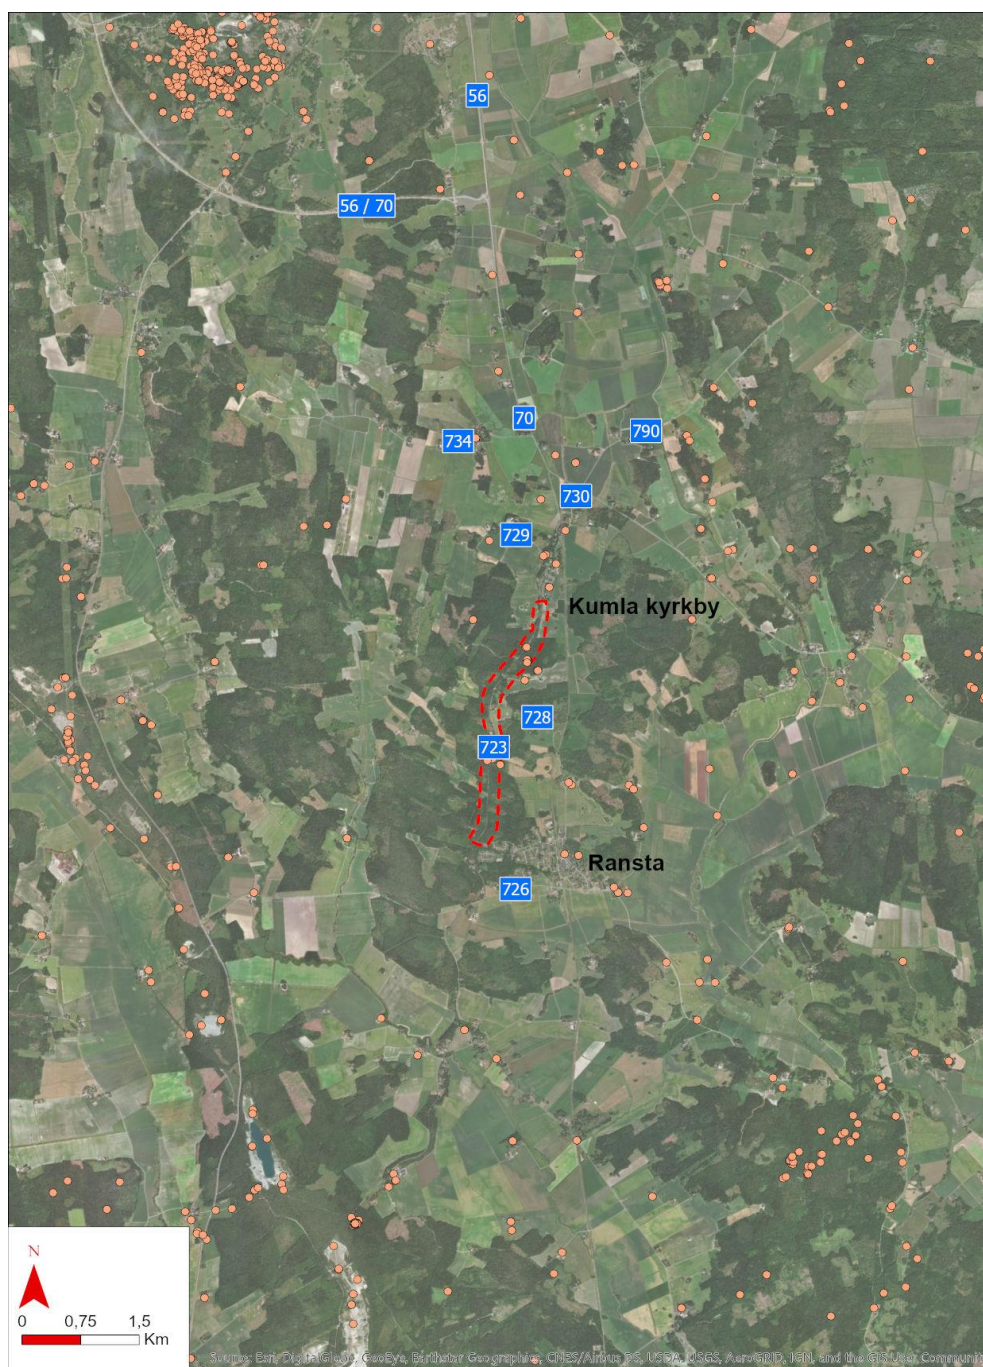 56
56 / 70
70
790
734
730
729
Kumla kyrkby
728
723
Ransta
726
N
0 0,75 1,5
Km
Source: Esri, DigitalGlobe, GeoEye, Earthstar Geographics, CNES/Airbus DS, USDA, USGS, AeroGRID, IGN, and the GIS User Community